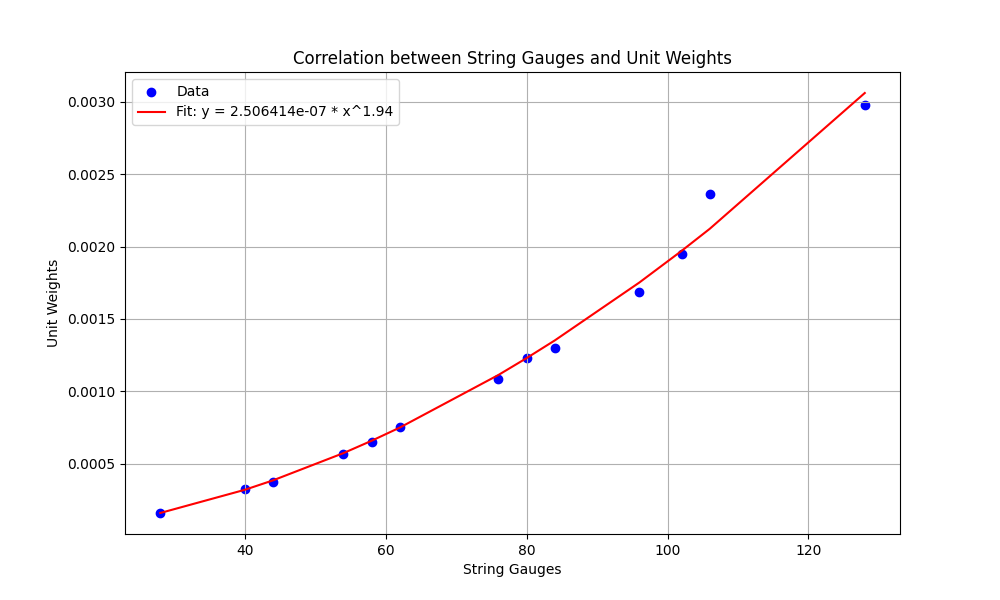 Correlation between String Gauges and Unit Weights
Data
Fit: y = 2.506414e-07 * x^1.94
0.0030
0.0025
0.0020
0.0015
0.0010
0.0005
Unit Weights
40
60
80
100
120
String Gauges